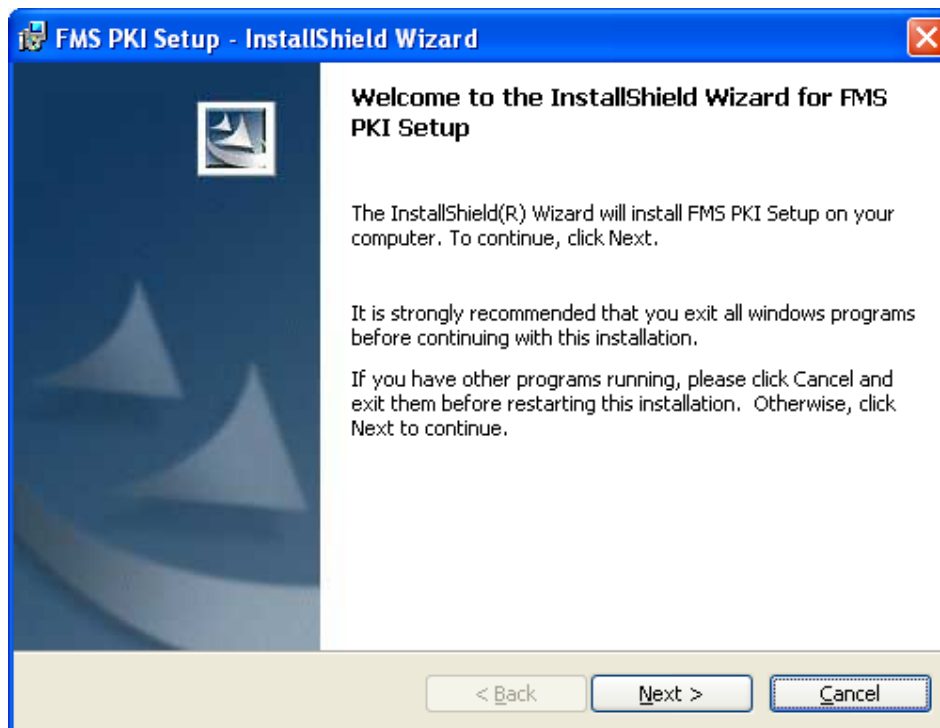 FMS PKI Setup - InstallShield Wizard
Welcome to the InstallShield Wizard for FMS
PKI Setup
The InstallShield(R) Wizard will install FMS PKI Setup on your
computer. To continue, click Next.
It is strongly recommended that you exit all windows programs
before continuing with this installation.
If you have other programs running, please click Cancel and
exit them before restarting this installation.  Otherwise, click
Next to continue.
< Back
Next >
Cancel